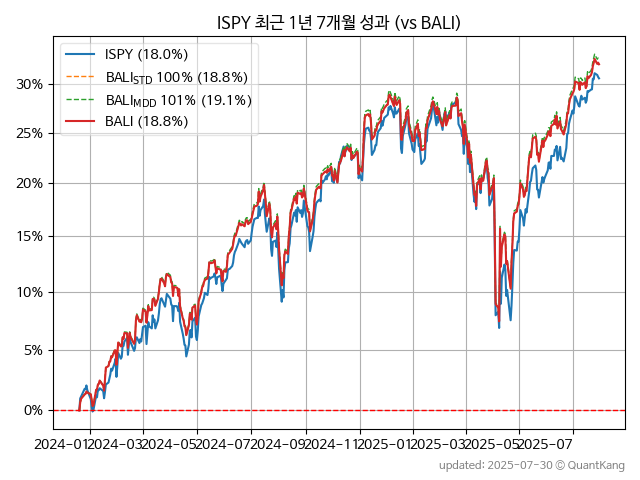 ISPY 최근 1년 7개월 성과 (vs BALI)
ISPY (18.0%)
BALI_STD 100% (18.8%)
BALI_MDD 101% (19.1%)
BALI (18.8%)
30%
25%
20%
15%
10%
5%
0%
2024-01 2024-03 2024-05 2024-07 2024-09 2024-11 2025-01 2025-03 2025-05 2025-07
updated: 2025-07-30 © QuantKang